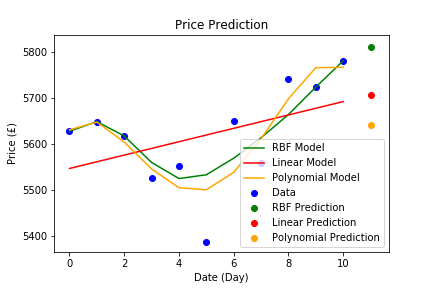 Price Prediction
Price (£)
5800
5700
5600
5500
5400
0
2
4
6
8
10
Date (Day)
RBF Model
Linear Model
Polynomial Model
Data
RBF Prediction
Linear Prediction
Polynomial Prediction